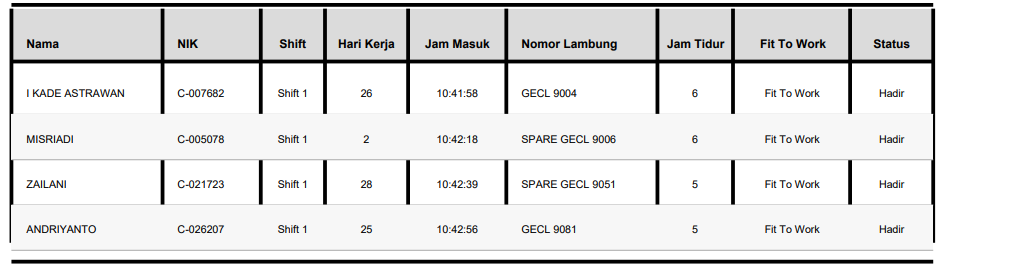 Nama NIK Shift Hari Kerja Jam Masuk Nomor Lambung Jam Tidur Fit To Work Status
I KADE ASTRAWAN C-007682 Shift 1 26 10:41:58 GECL 9004 6 Fit To Work Hadir
MISRIADI C-005078 Shift 1 2 10:42:18 SPARE GECL 9006 6 Fit To Work Hadir
ZAILANI C-021723 Shift 1 28 10:42:39 SPARE GECL 9051 5 Fit To Work Hadir
ANDRIYANTO C-026207 Shift 1 25 10:42:56 GECL 9081 5 Fit To Work Hadir